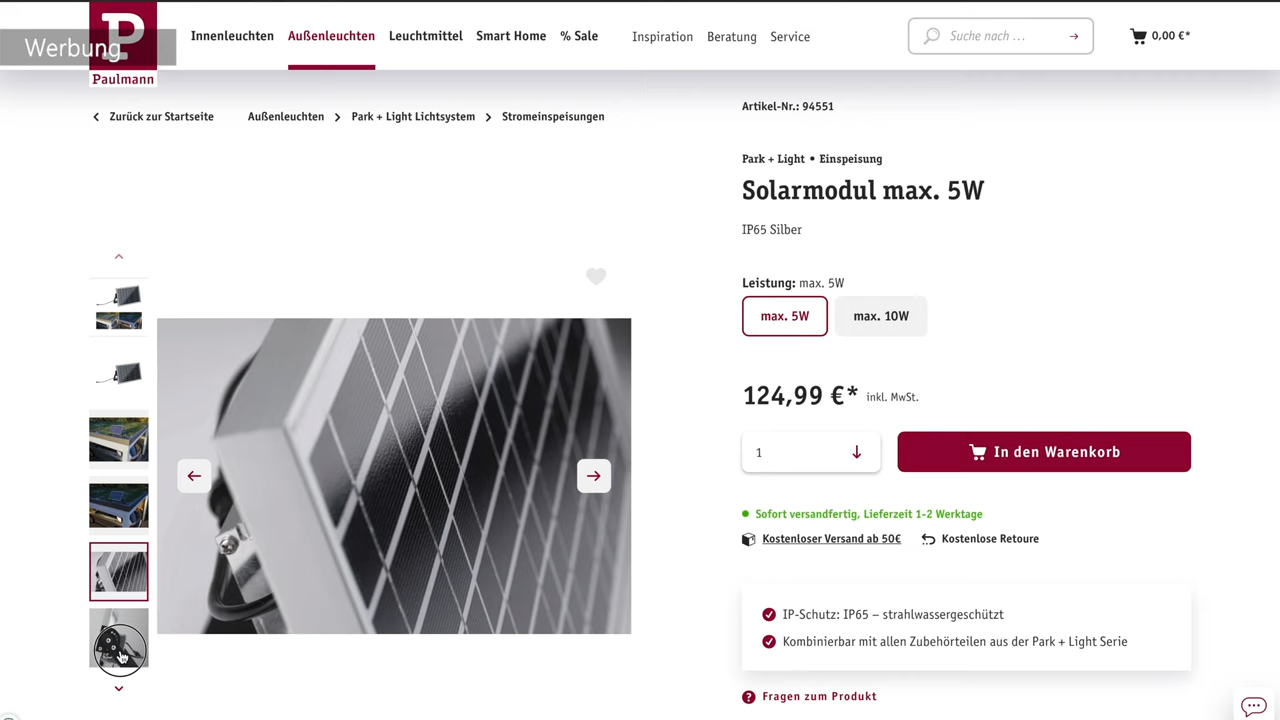 Werbung
P
Paulmann
Innenleuchten Außenleuchten Leuchtmittel Smart Home % Sale Inspiration Beratung Service
Suche nach ...
0,00 €*
Zurück zur Startseite Außenleuchten Park + Light Lichtsystem Stromeinspeisungen
Artikel-Nr.: 94551
Park + Light • Einspeisung
Solarmodul max. 5W
IP65 Silber
Leistung: max. 5W
max. 5W max. 10W
124,99 €* inkl. MwSt.
1
In den Warenkorb
Sofort versandfertig, Lieferzeit 1-2 Werktage
Kostenloser Versand ab 50€ Kostenlose Retoure
IP-Schutz: IP65 – strahlwassergeschützt
Kombinierbar mit allen Zubehörteilen aus der Park + Light Serie
? Fragen zum Produkt